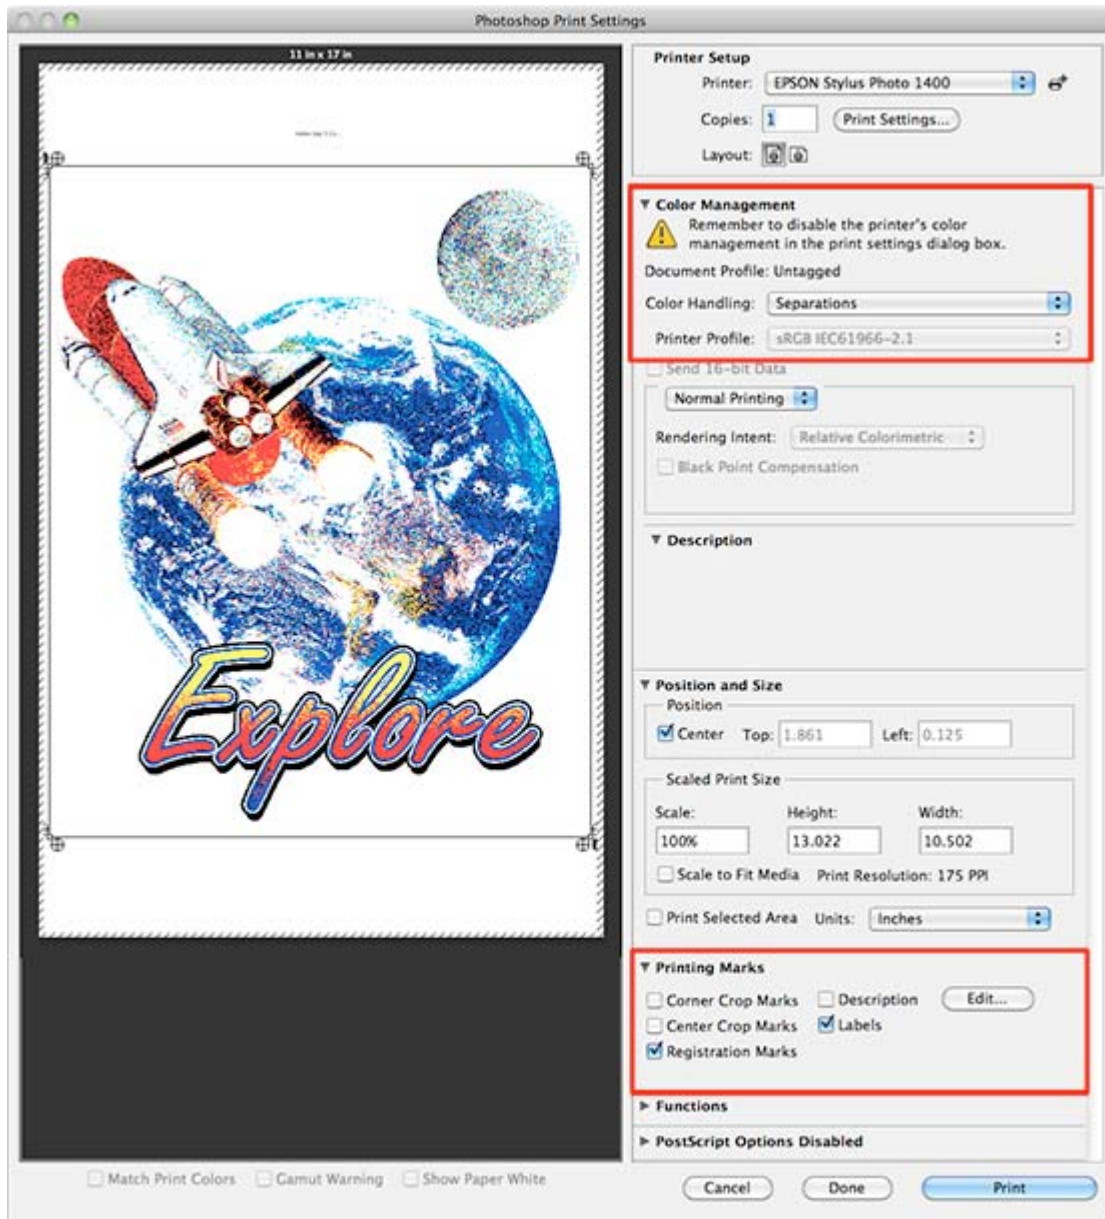 Photoshop Print Settings
11 in x 17 in
Explore
Printer Setup
Printer: EPSON Stylus Photo 1400
Copies: 1 Print Settings...
Layout:
Color Management
Remember to disable the printer's color
management in the print settings dialog box.
Document Profile: Untagged
Color Handling: Separations
Printer Profile: sRGB IEC61966-2.1
Send 16-bit Data
Normal Printing
Rendering Intent: Relative Colorimetric
Black Point Compensation
Description
Position and Size
Position
Center Top: 1.861 Left: 0.125
Scaled Print Size
Scale: Height: Width:
100% 13.022 10.502
Scale to Fit Media Print Resolution: 175 PPI
Print Selected Area Units: Inches
Printing Marks
Corner Crop Marks Description Edit...
Center Crop Marks Labels
Registration Marks
Functions
PostScript Options Disabled
Match Print Colors Gamut Warning Show Paper White
Cancel Done Print